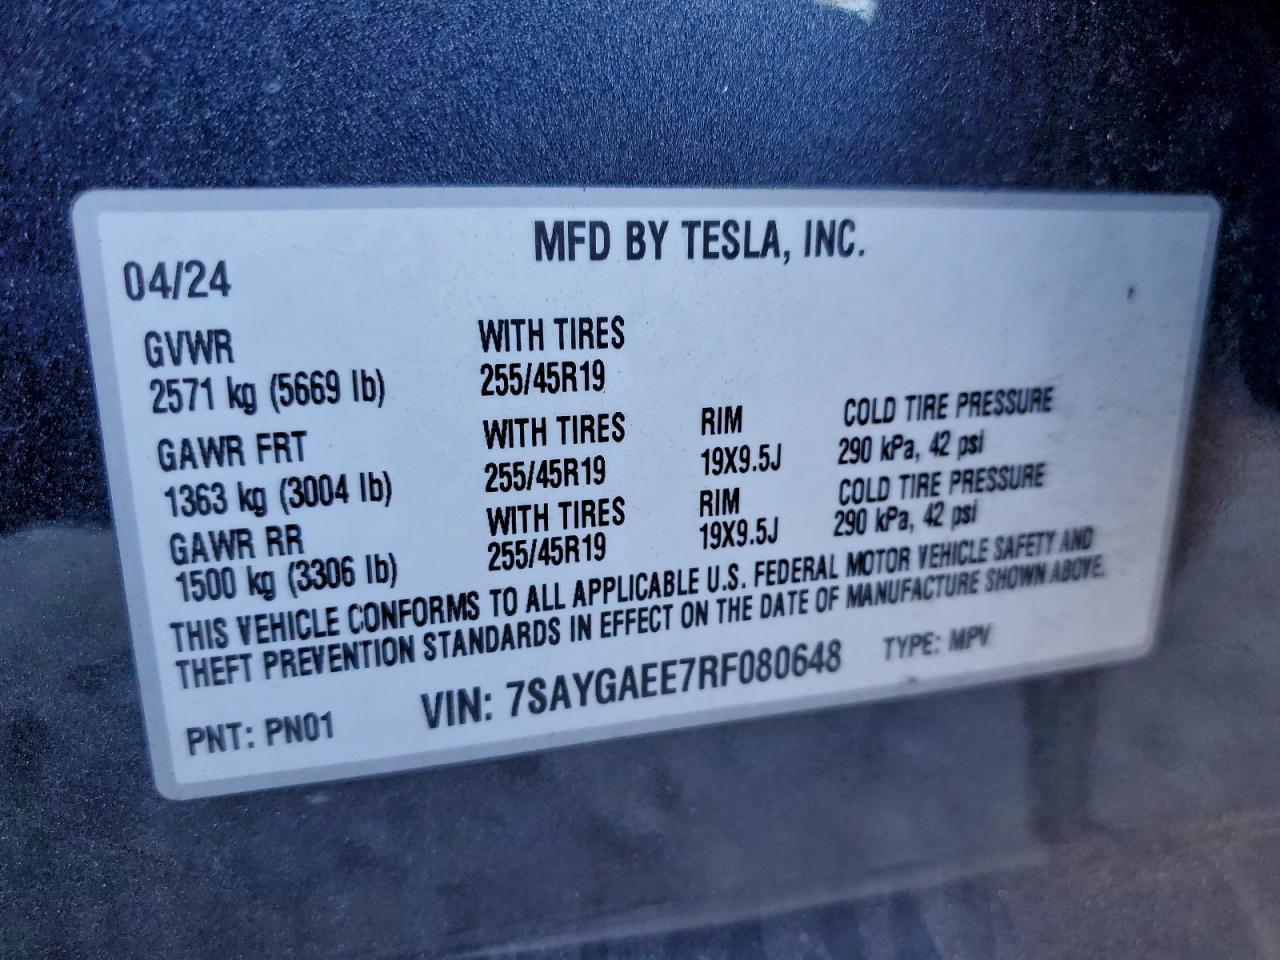 MFD BY TESLA, INC.
04/24
GVWR WITH TIRES
2571 kg (5669 lb) 255/45R19
GAWR FRT WITH TIRES RIM COLD TIRE PRESSURE
1363 kg (3004 lb) 255/45R19 19X9.5J 290 kPa, 42 psi
GAWR RR WITH TIRES RIM COLD TIRE PRESSURE
1500 kg (3306 lb) 255/45R19 19X9.5J 290 kPa, 42 psi
THIS VEHICLE CONFORMS TO ALL APPLICABLE U.S. FEDERAL MOTOR VEHICLE SAFETY AND
THEFT PREVENTION STANDARDS IN EFFECT ON THE DATE OF MANUFACTURE SHOWN ABOVE.
PNT: PN01 VIN: 7SAYGAEE7RF080648 TYPE: MPV